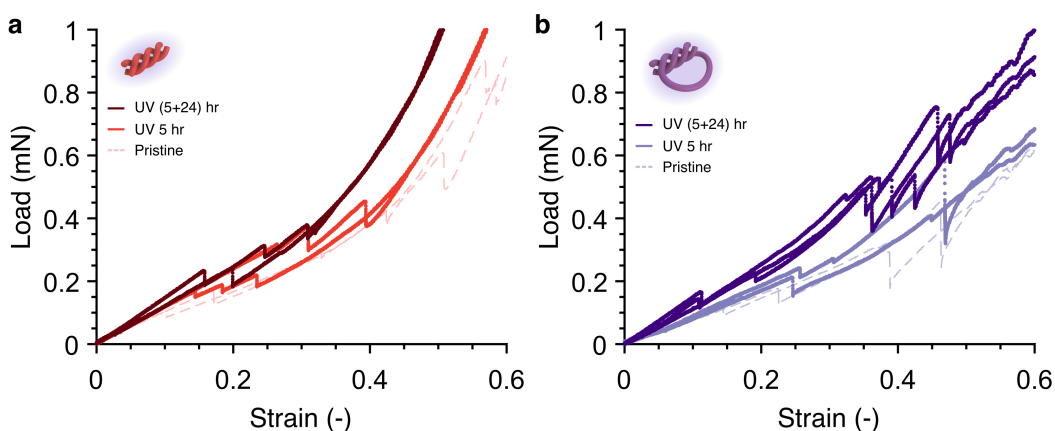 a
UV (5+24) hr
UV 5 hr
Pristine
Load (mN)
1
0.8
0.6
0.4
0.2
0
0 0.2 0.4 0.6
Strain (-)
b
UV (5+24) hr
UV 5 hr
Pristine
Load (mN)
1
0.8
0.6
0.4
0.2
0
0 0.2 0.4 0.6
Strain (-)